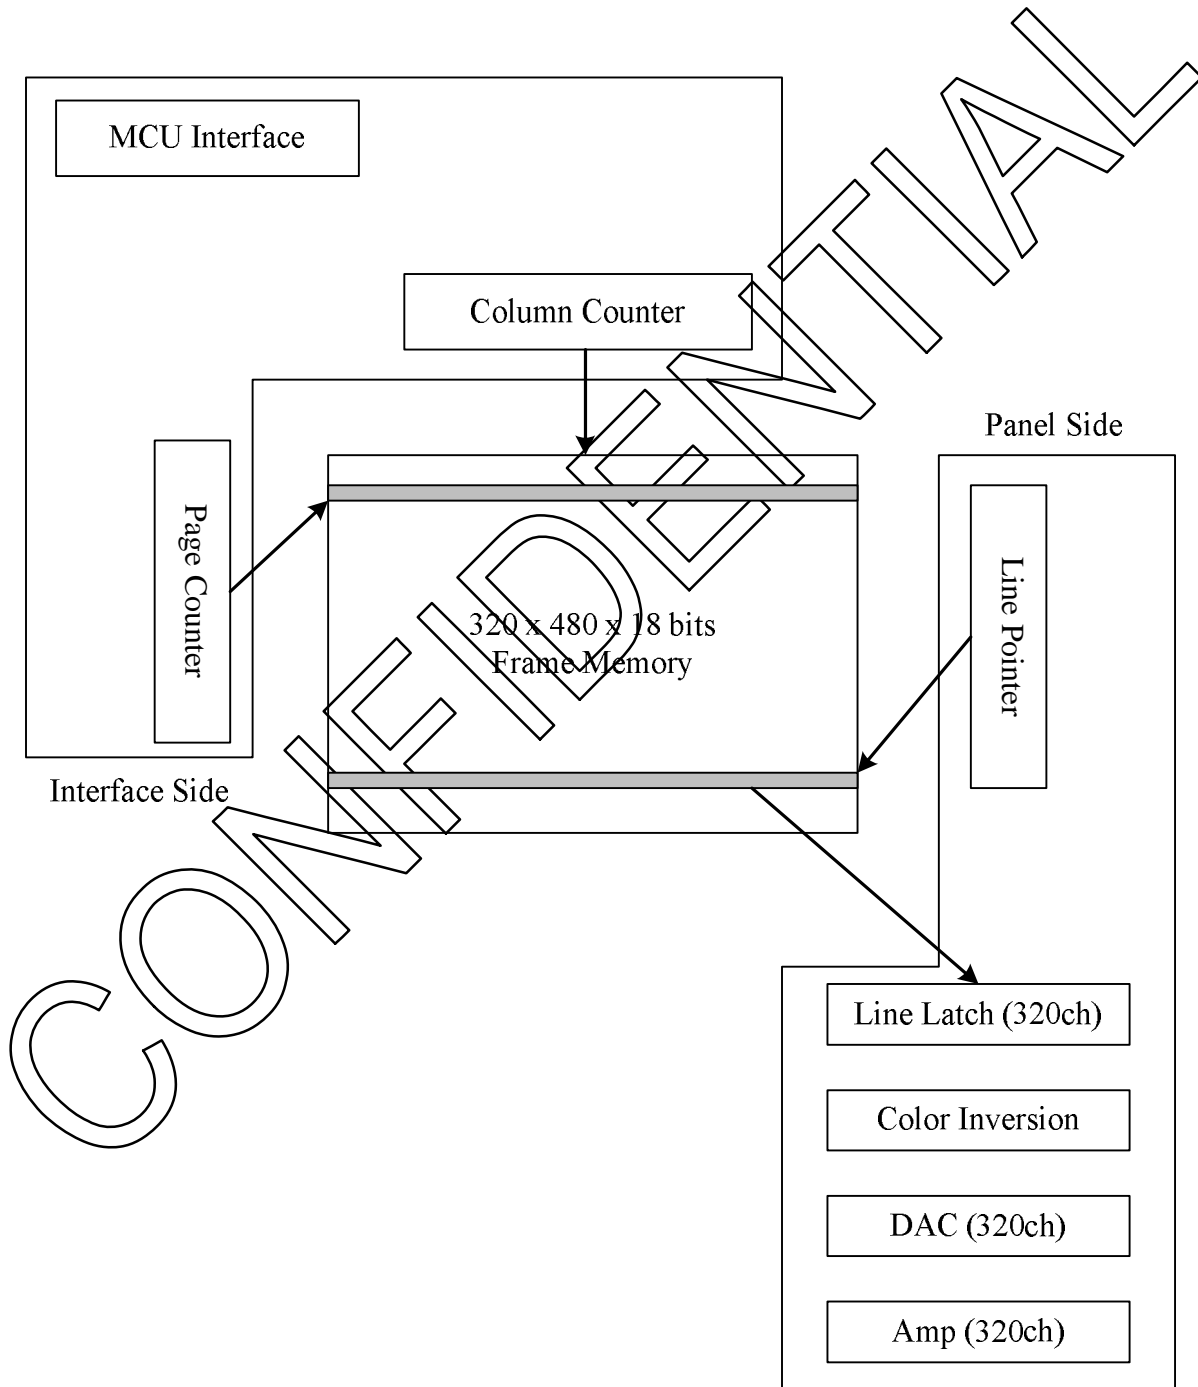 MCU Interface
Column Counter
Panel Side
Page Counter
Line Pointer
320 x 480 x 18 bits
Frame Memory
Interface Side
CONFIDENTIAL
Line Latch (320ch)
Color Inversion
DAC (320ch)
Amp (320ch)